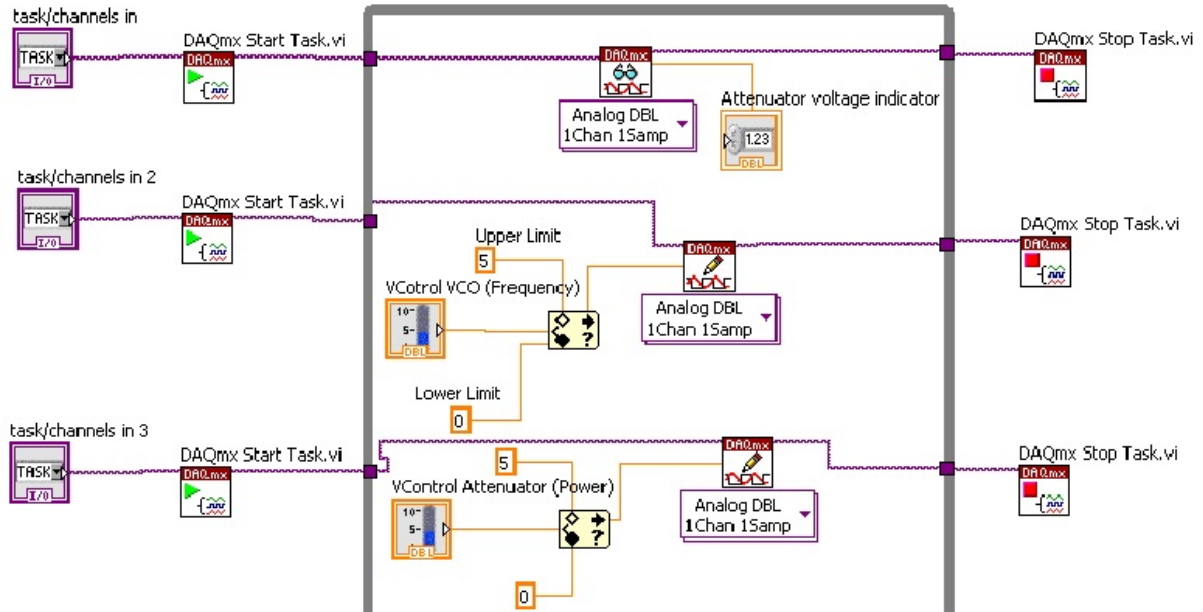 task/channels in
TASK
I/O
DAQmx Start Task.vi
DAQmx
DAQmx
Analog DBL
1Chan 1Samp
Attenuator voltage indicator
1.23
DBL
DAQmx Stop Task.vi
DAQmx
task/channels in 2
TASK
I/O
DAQmx Start Task.vi
DAQmx
Upper Limit
5
VCotrol VCO (Frequency)
10-
5-
DBL
?
Lower Limit
0
DAQmx
Analog DBL
1Chan 1Samp
DAQmx Stop Task.vi
DAQmx
task/channels in 3
TASK
I/O
DAQmx Start Task.vi
DAQmx
5
VControl Attenuator (Power)
10-
5-
DBL
?
0
DAQmx
Analog DBL
1Chan 1Samp
DAQmx Stop Task.vi
DAQmx